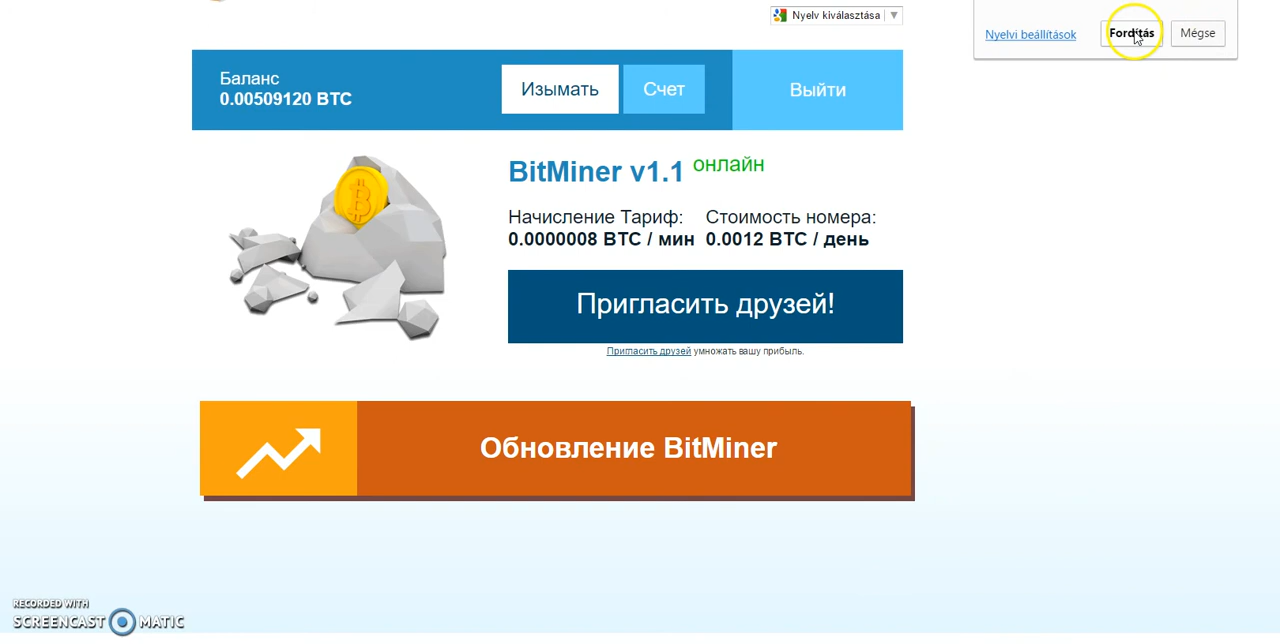 Nyelv kiválasztása ▼
Nyelvi beállítások
Fordítás
Mégse
Баланс
0.00509120 BTC
Изымать
Счет
Выйти
BitMiner v1.1 онлайн
Начисление Тариф: Стоимость номера:
0.0000008 BTC / мин 0.0012 BTC / день
Пригласить друзей!
Пригласить друзей умножать вашу прибыль.
Обновление BitMiner
RECORDED WITH
SCREENCAST MATIC